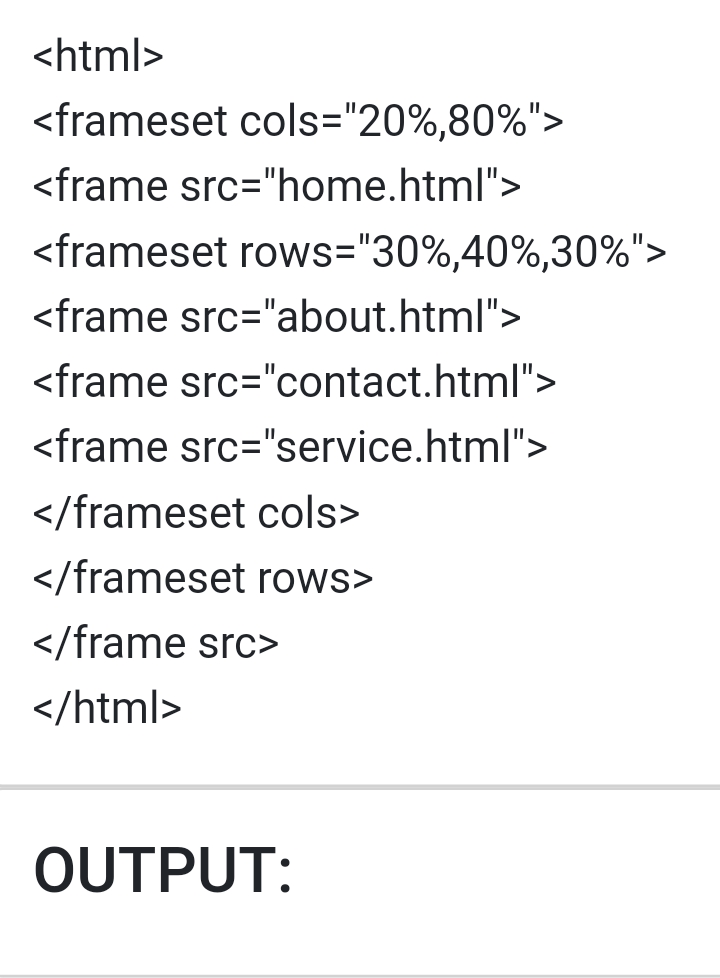 <html>
<frameset cols="20%,80%">
<frame src="home.html">
<frameset rows="30%,40%,30%">
<frame src="about.html">
<frame src="contact.html">
<frame src="service.html">
</frameset cols>
</frameset rows>
</frame src>
</html>
OUTPUT: